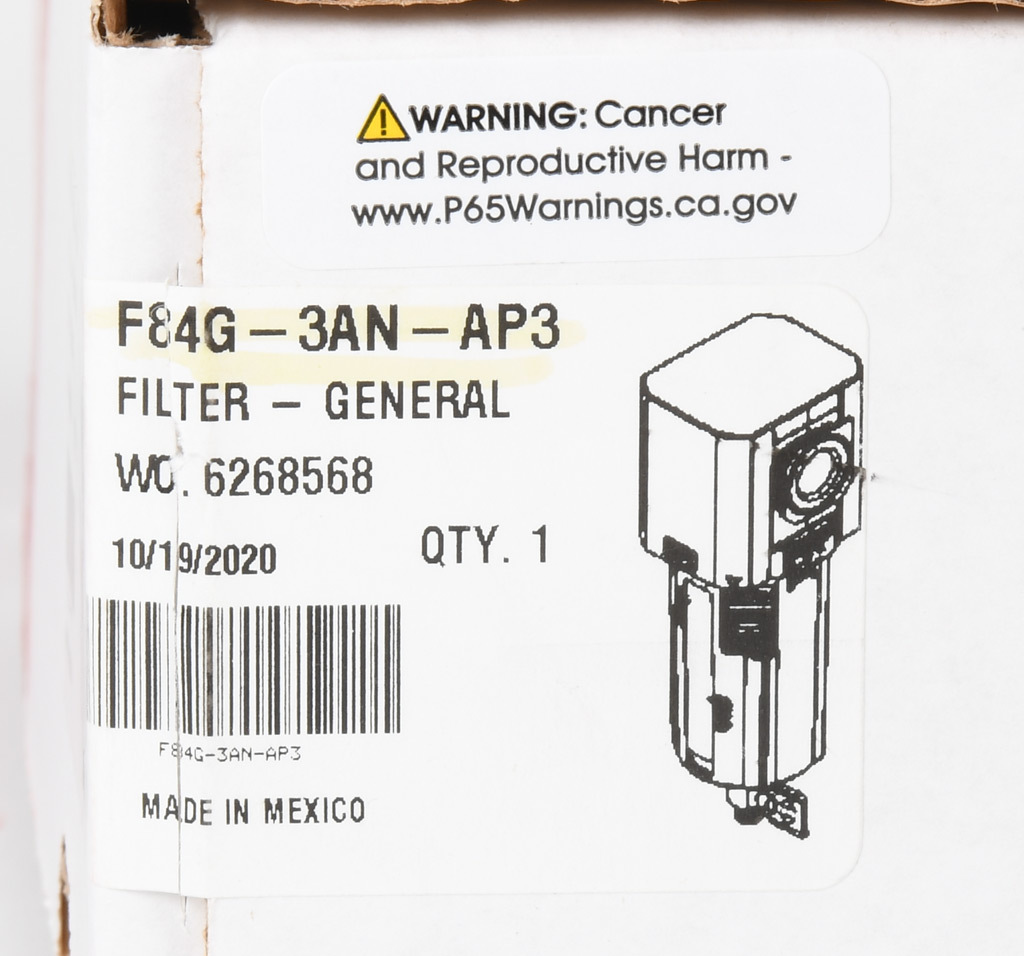 WARNING: Cancer
and Reproductive Harm -
www.P65Warnings.ca.gov
F84G-3AN-AP3
FILTER - GENERAL
WO. 6268568
10/19/2020 QTY. 1
F84G-3AN-AP3
MADE IN MEXICO